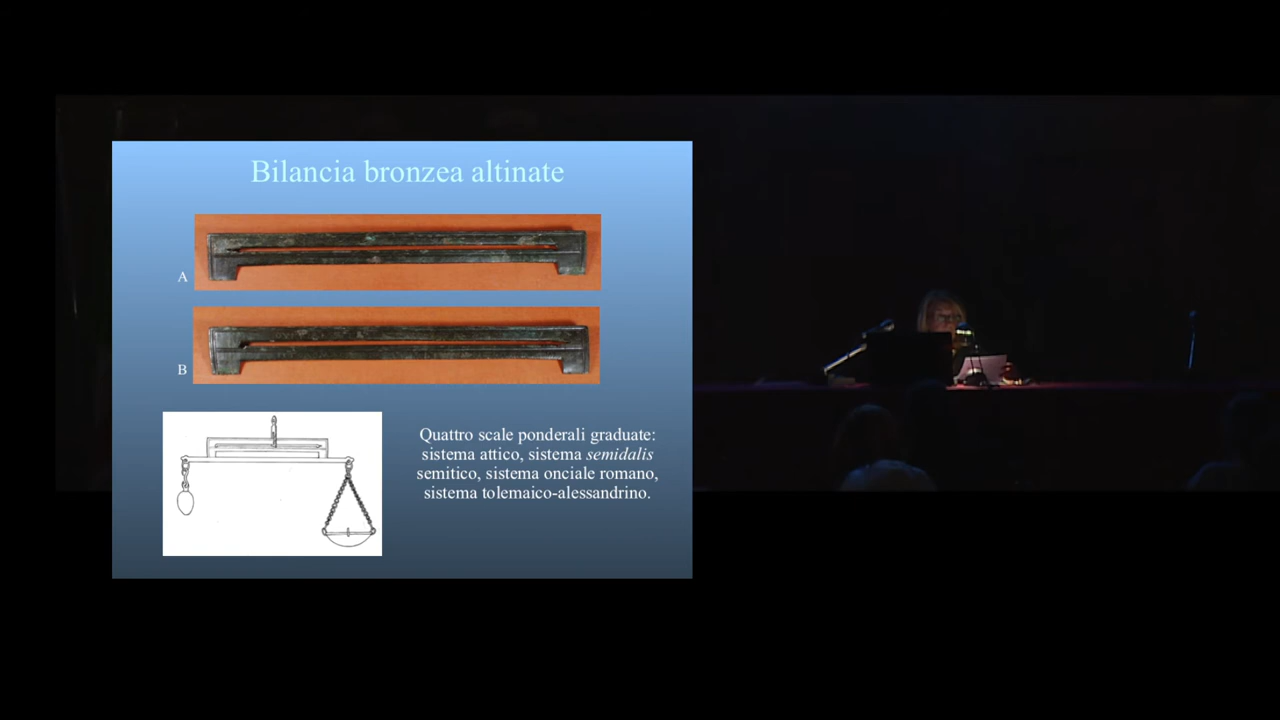 Bilancia bronzea altinate
A
B
Quattro scale ponderali graduate:
sistema attico, sistema semidalis
semitico, sistema onciale romano,
sistema tolemaico-alessandrino.